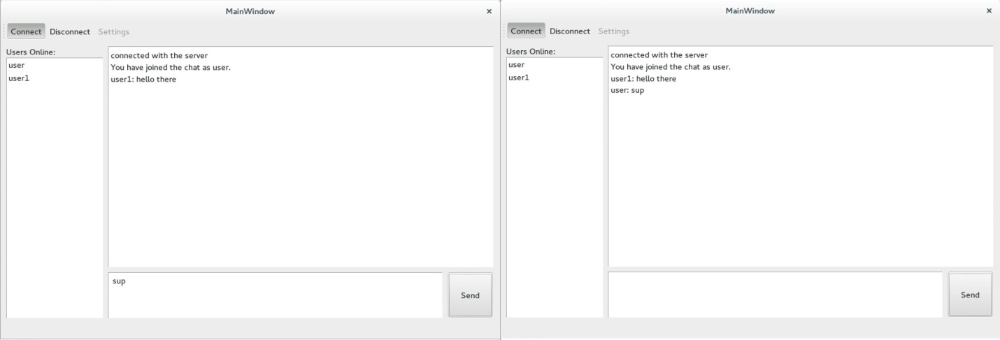 MainWindow ×
Connect Disconnect Settings
Users Online:
user
user1
connected with the server
You have joined the chat as user.
user1: hello there
sup
Send
MainWindow ×
Connect Disconnect Settings
Users Online:
user
user1
connected with the server
You have joined the chat as user.
user1: hello there
user: sup
Send